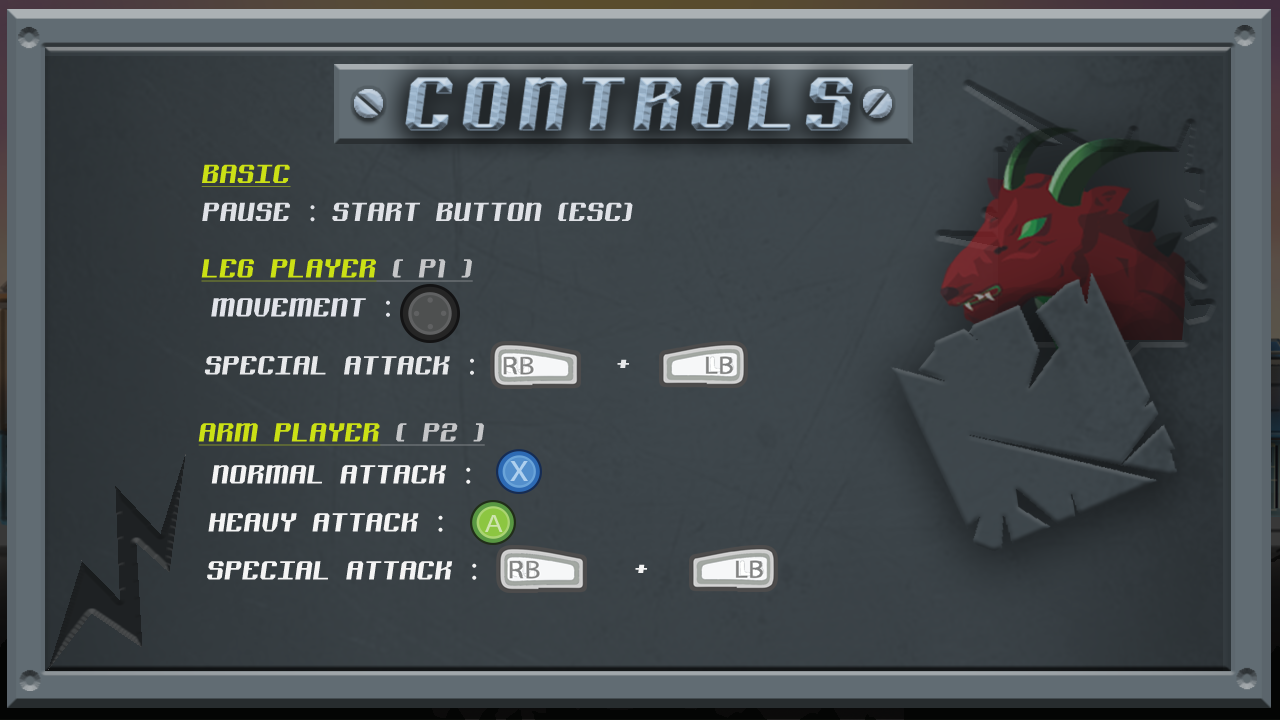 CONTROLS
BASIC
PAUSE : START BUTTON (ESC)
LEG PLAYER ( P1 )
MOVEMENT :
SPECIAL ATTACK : RB + LB
ARM PLAYER ( P2 )
NORMAL ATTACK : X
HEAVY ATTACK : A
SPECIAL ATTACK : RB + LB